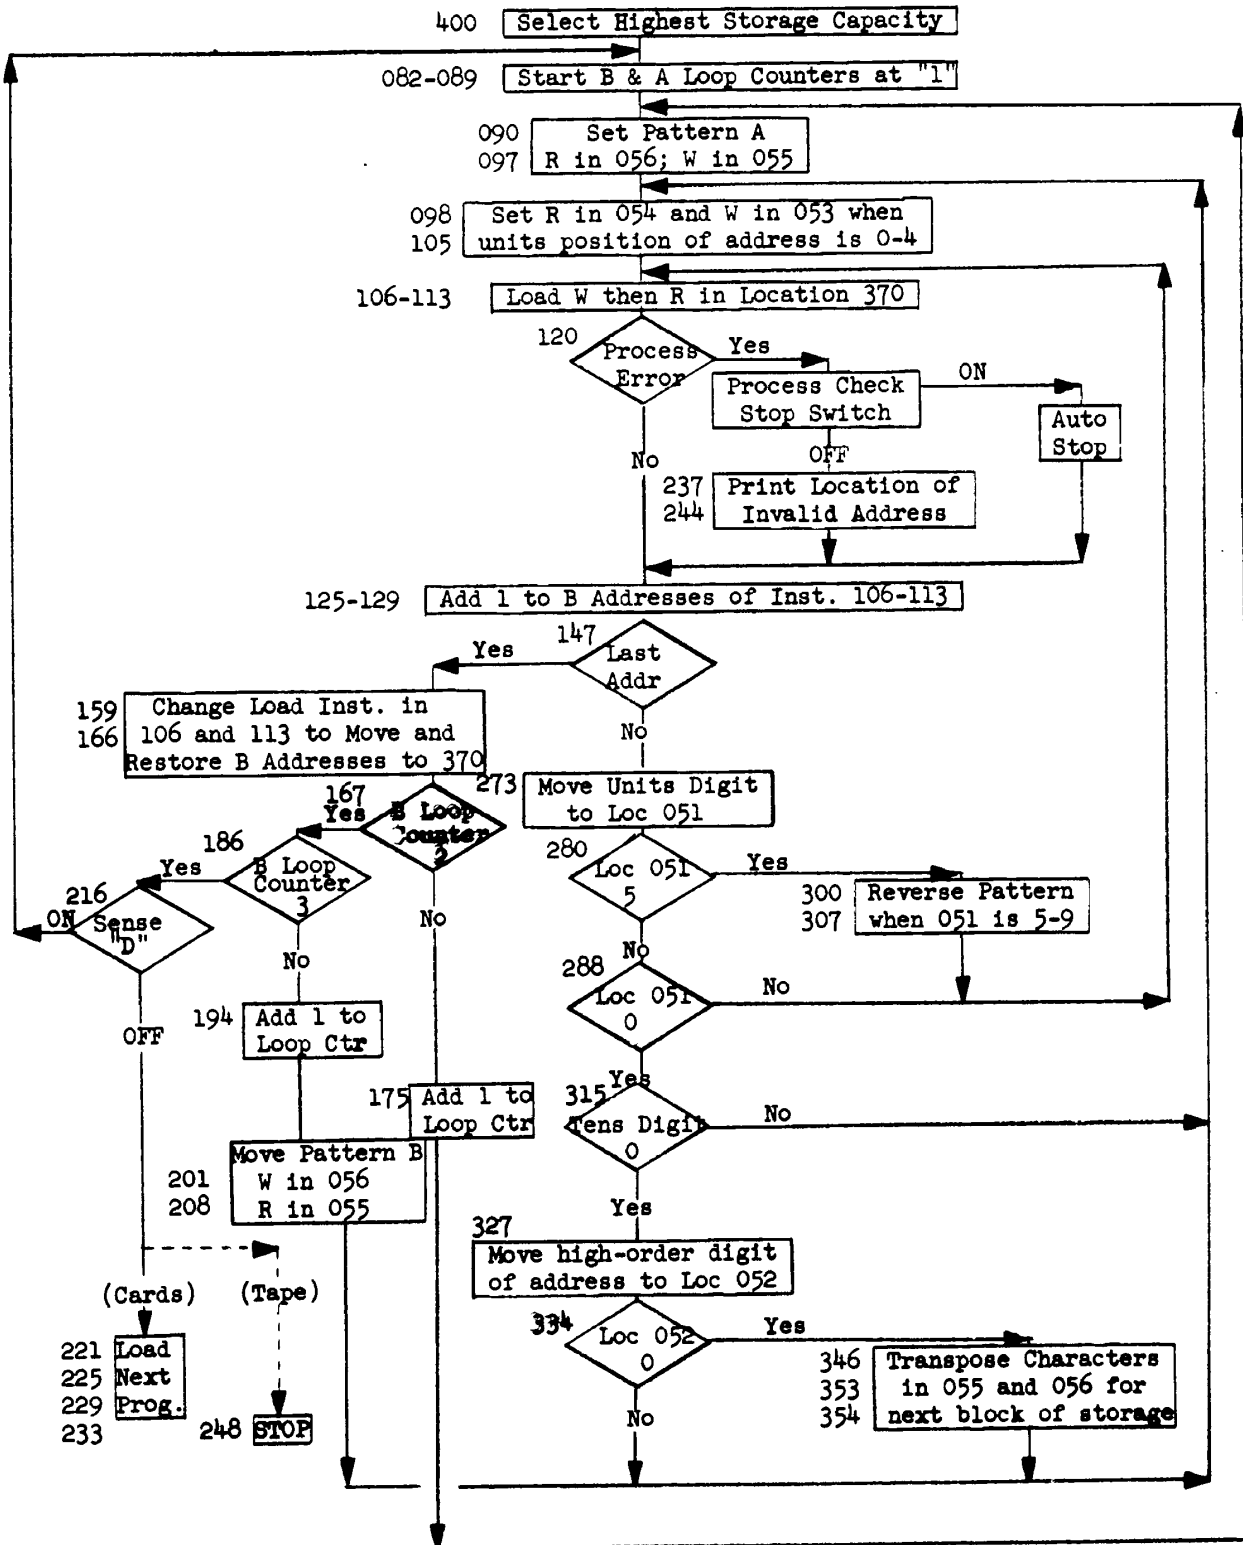 400 Select Highest Storage Capacity
082-089 Start B & A Loop Counters at "1"
090 Set Pattern A
097 R in 056; W in 055
098 Set R in 054 and W in 053 when
105 units position of address is 0-4
106-113 Load W then R in Location 370
120 Process Error Yes
Process Check Stop Switch ON
Auto Stop
No
OFF
237 Print Location of
244 Invalid Address
125-129 Add 1 to B Addresses of Inst. 106-113
147 Last Addr Yes
No
159 Change Load Inst. in
166 106 and 113 to Move and
Restore B Addresses to 370
273 Move Units Digit
to Loc 051
167 B Loop Counter 2
Yes
No
186 B Loop Counter 3
Yes
No
216 Sense "D"
ON
OFF
280 Loc 051 5
Yes
300 Reverse Pattern
307 when 051 is 5-9
No
288 Loc 051 0
No
Yes
194 Add 1 to
Loop Ctr
175 Add 1 to
Loop Ctr
315 Tens Digit 0
No
Yes
Move Pattern B
201 W in 056
208 R in 055
327 Move high-order digit
of address to Loc 052
334 Loc 052 0
Yes
No
346 Transpose Characters
353 in 055 and 056 for
354 next block of storage
(Cards) (Tape)
221 Load
225 Next
229 Prog.
233
248 STOP